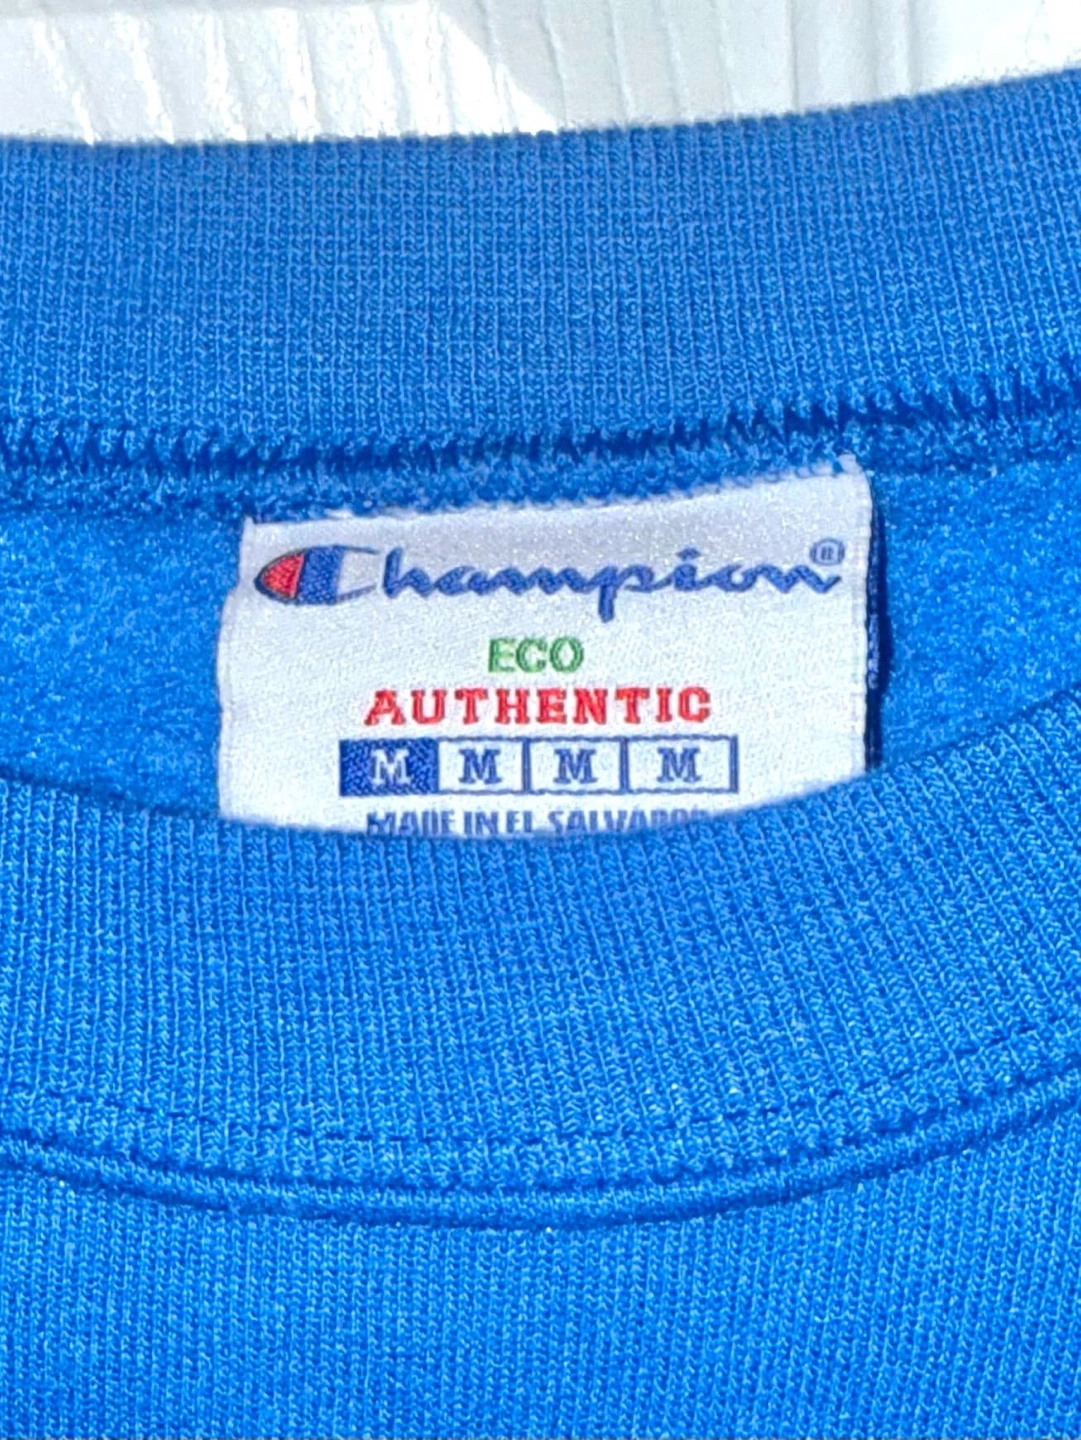 Champion®
ECO
AUTHENTIC
M M M M
MADE IN EL SALVADOR